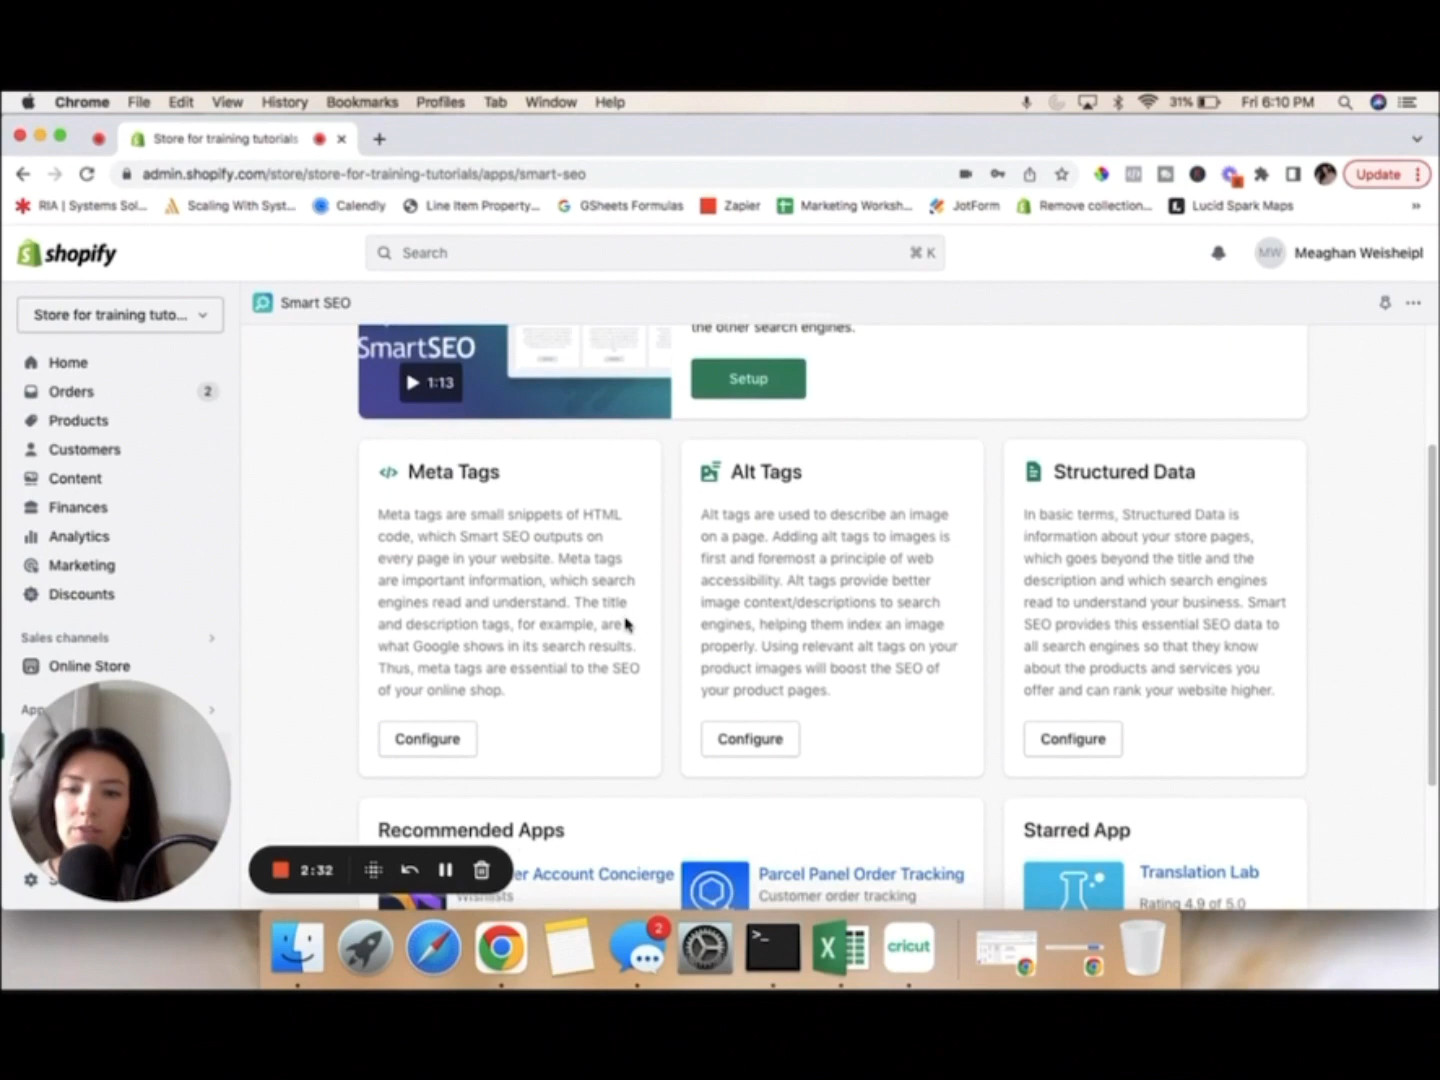 Chrome File Edit View History Bookmarks Profiles Tab Window Help 31% Fri 6:10 PM
Store for training tutorials
admin.shopify.com/store/store-for-training-tutorials/apps/smart-seo Update
RIA | Systems Sol... Scaling With Syst... Calendly Line Item Property... GSheets Formulas Zapier Marketing Worksh... JotForm Remove collection... Lucid Spark Maps »
shopify Search ⌘ K MW Meaghan Weisheipl
Store for training tuto... Smart SEO
the other search engines.
SmartSEO
1:13
Setup
Home
Orders 2
Products
Customers
Content
Finances
Analytics
Marketing
Discounts
Sales channels
Online Store
Meta Tags
Meta tags are small snippets of HTML
code, which Smart SEO outputs on
every page in your website. Meta tags
are important information, which search
engines read and understand. The title
and description tags, for example, are
what Google shows in its search results.
Thus, meta tags are essential to the SEO
of your online shop.
Configure
Alt Tags
Alt tags are used to describe an image
on a page. Adding alt tags to images is
first and foremost a principle of web
accessibility. Alt tags provide better
image context/descriptions to search
engines, helping them index an image
properly. Using relevant alt tags on your
product images will boost the SEO of
your product pages.
Configure
Structured Data
In basic terms, Structured Data is
information about your store pages,
which goes beyond the title and the
description and which search engines
read to understand your business. Smart
SEO provides this essential SEO data to
all search engines so that they know
about the products and services you
offer and can rank your website higher.
Configure
Recommended Apps
Account Concierge
Wishlists
Parcel Panel Order Tracking
Customer order tracking
Starred App
Translation Lab
Rating 4.9 of 5.0
2:32
2
cricut